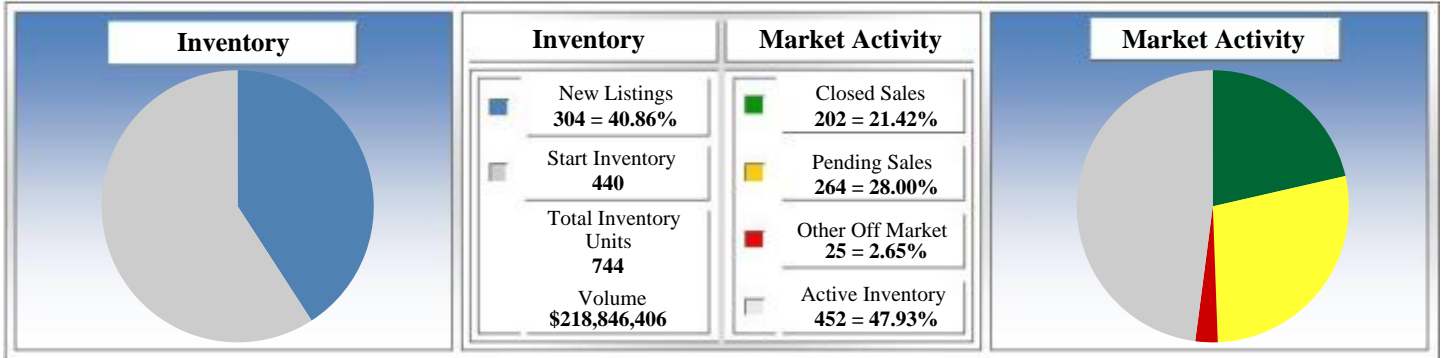 Inventory
Inventory
Market Activity
New Listings
304 = 40.86%
Start Inventory
440
Total Inventory
Units
744
Volume
$218,846,406
Closed Sales
202 = 21.42%
Pending Sales
264 = 28.00%
Other Off Market
25 = 2.65%
Active Inventory
452 = 47.93%
Market Activity